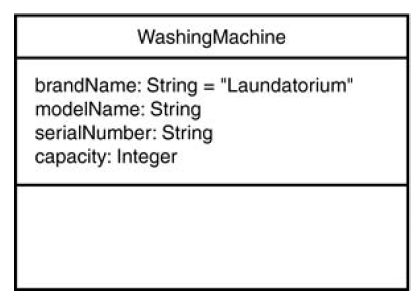 WashingMachine
brandName: String = "Laundatorium"
modelName: String
serialNumber: String
capacity: Integer